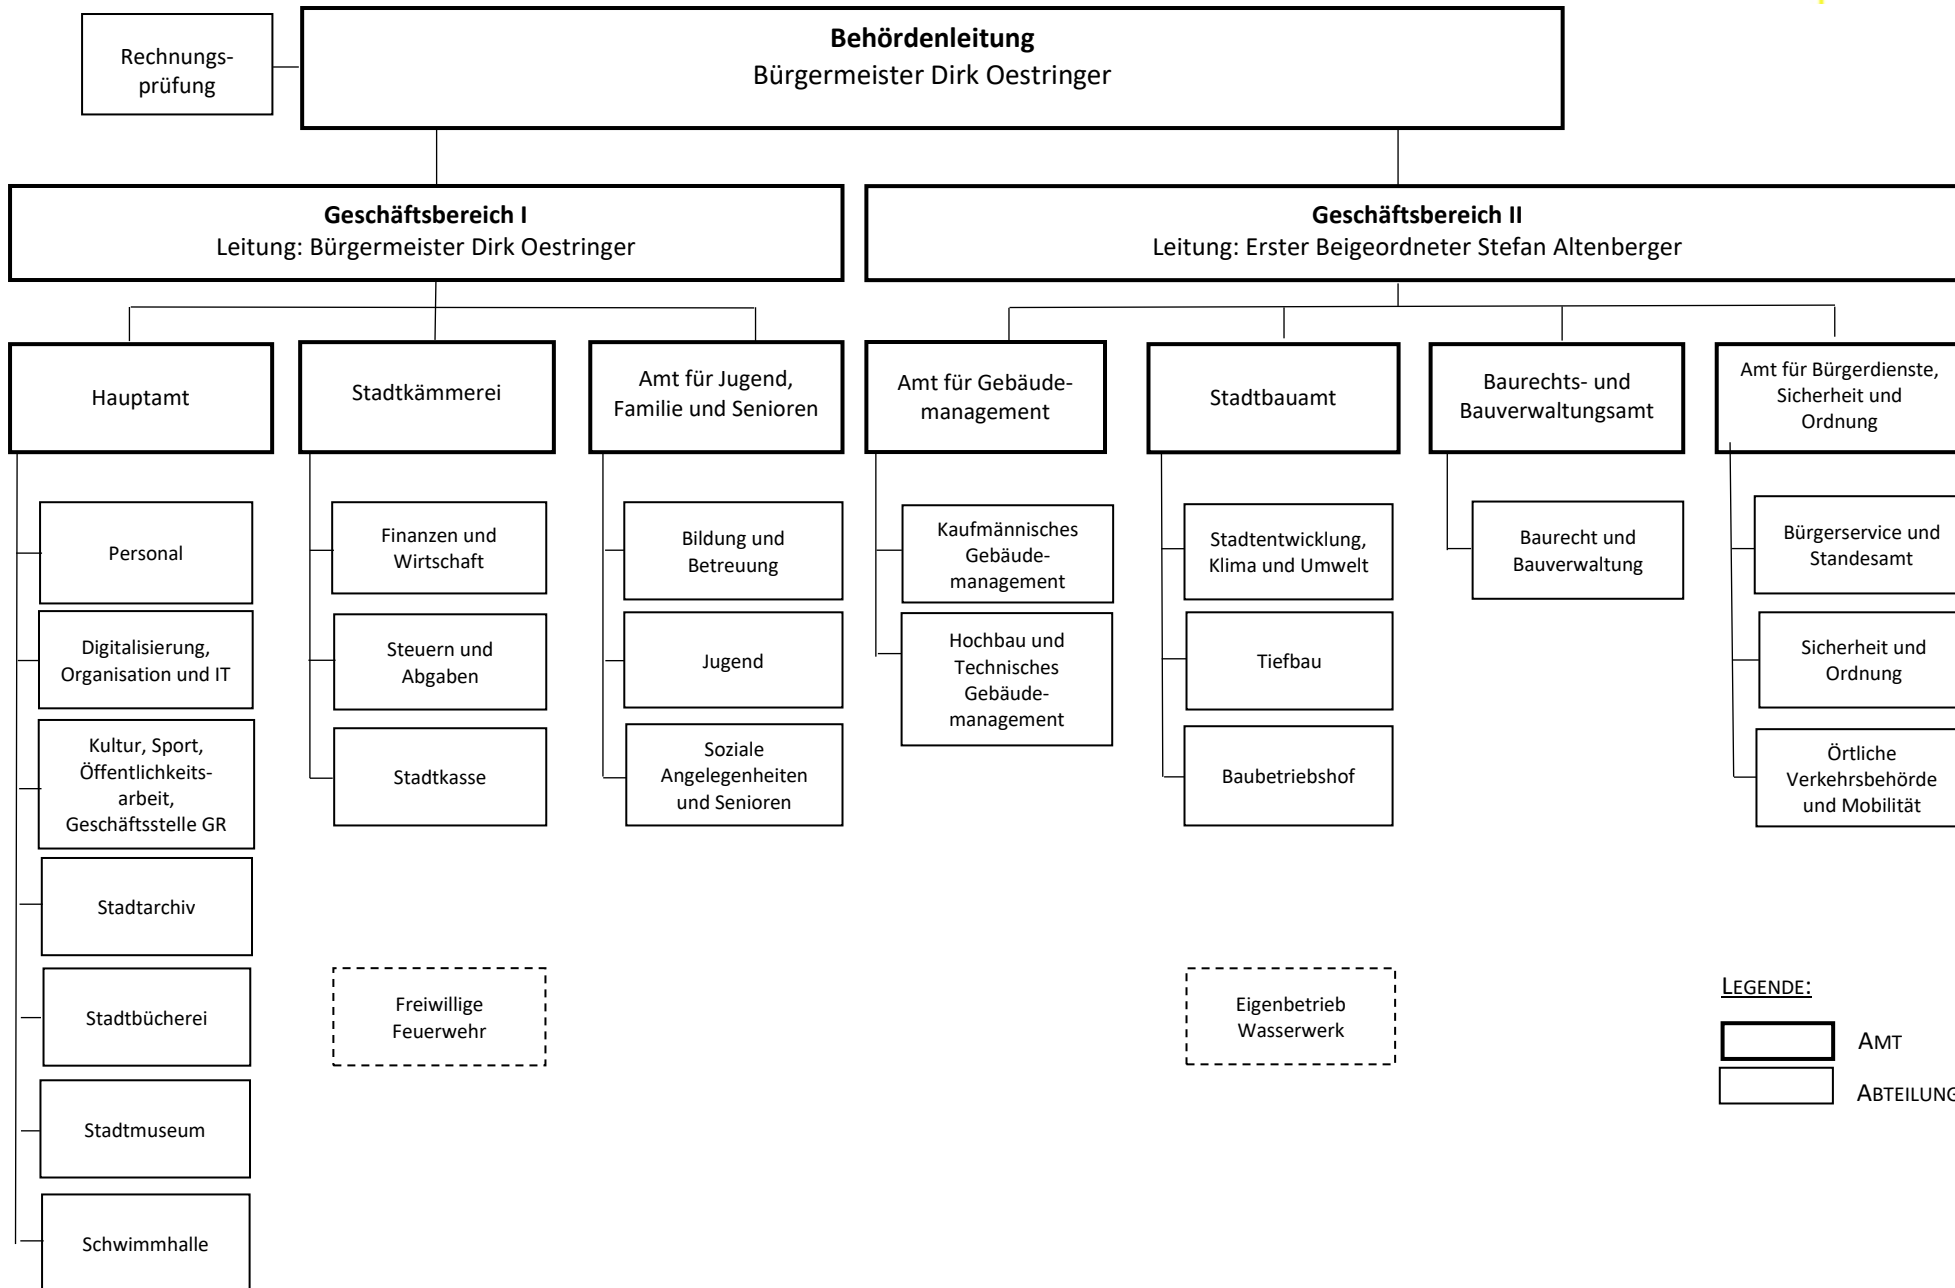 Rechnungs-
prüfung
Behördenleitung
Bürgermeister Dirk Oestringer
Geschäftsbereich I
Leitung: Bürgermeister Dirk Oestringer
Geschäftsbereich II
Leitung: Erster Beigeordneter Stefan Altenberger
Hauptamt
Stadtkämmerei
Amt für Jugend,
Familie und Senioren
Amt für Gebäude-
management
Stadtbauamt
Baurechts- und
Bauverwaltungsamt
Amt für Bürgerdienste,
Sicherheit und
Ordnung
Personal
Digitalisierung,
Organisation und IT
Kultur, Sport,
Öffentlichkeits-
arbeit,
Geschäftsstelle GR
Stadtarchiv
Stadtbücherei
Stadtmuseum
Schwimmhalle
Finanzen und
Wirtschaft
Steuern und
Abgaben
Stadtkasse
Freiwillige
Feuerwehr
Bildung und
Betreuung
Jugend
Soziale
Angelegenheiten
und Senioren
Kaufmännisches
Gebäude-
management
Hochbau und
Technisches
Gebäude-
management
Stadtentwicklung,
Klima und Umwelt
Tiefbau
Baubetriebshof
Eigenbetrieb
Wasserwerk
Baurecht und
Bauverwaltung
Bürgerservice und
Standesamt
Sicherheit und
Ordnung
Örtliche
Verkehrsbehörde
und Mobilität
LEGENDE:
AMT
ABTEILUNG